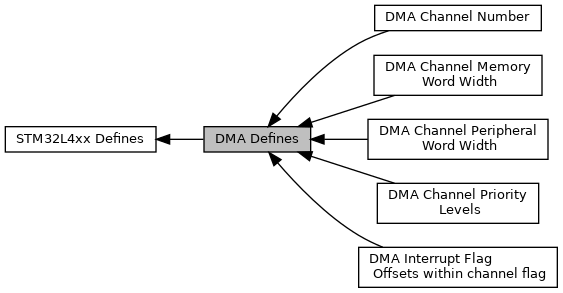 DMA Channel Number
DMA Channel Memory
Word Width
STM32L4xx Defines
DMA Defines
DMA Channel Peripheral
Word Width
DMA Channel Priority
Levels
DMA Interrupt Flag
Offsets within channel flag